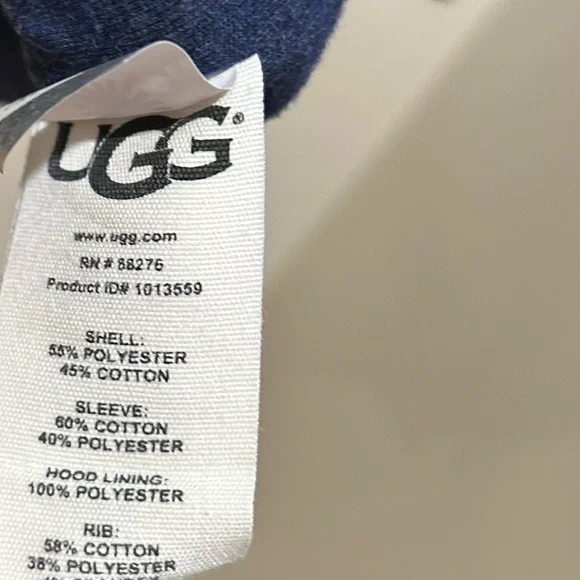 UGG®
www.ugg.com
RN # 88276
Product ID# 1013559
SHELL:
55% POLYESTER
45% COTTON
SLEEVE:
60% COTTON
40% POLYESTER
HOOD LINING:
100% POLYESTER
RIB:
58% COTTON
38% POLYESTER